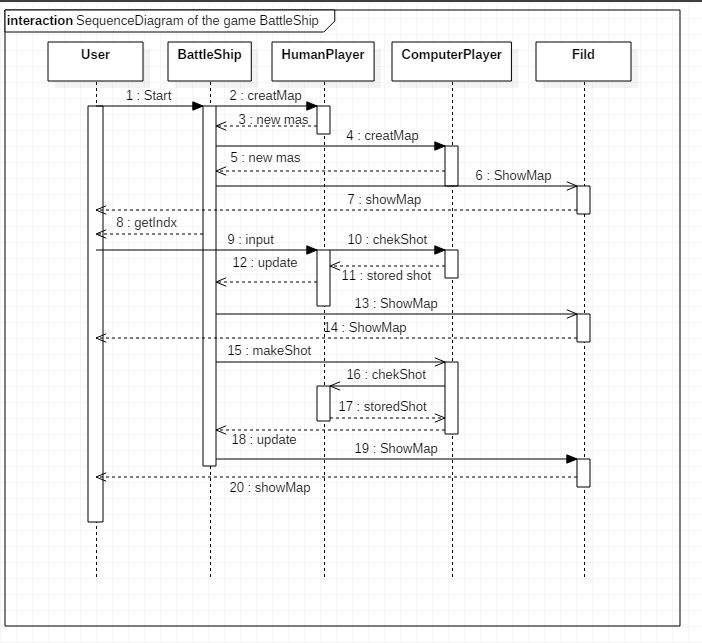 interaction SequenceDiagram of the game BattleShip
User BattleShip HumanPlayer ComputerPlayer Fild
1 : Start 2 : creatMap
3 : new mas
4 : creatMap
5 : new mas
6 : ShowMap
7 : showMap
8 : getIndx
9 : input 10 : chekShot
12 : update
11 : stored shot
13 : ShowMap
14 : ShowMap
15 : makeShot
16 : chekShot
17 : storedShot
18 : update
19 : ShowMap
20 : showMap